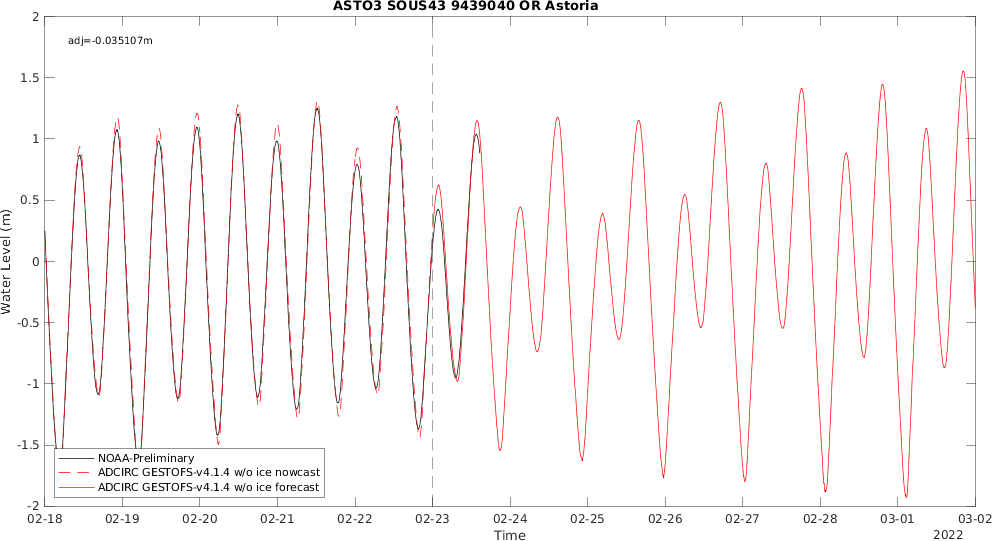 ASTO3 SOUS43 9439040 OR Astoria
adj=-0.035107m
2
1.5
1
0.5
0
-0.5
-1
-1.5
-2
Water Level (m)
NOAA-Preliminary
ADCIRC GESTOFS-v4.1.4 w/o ice nowcast
ADCIRC GESTOFS-v4.1.4 w/o ice forecast
02-18 02-19 02-20 02-21 02-22 02-23 02-24 02-25 02-26 02-27 02-28 03-01 03-02
Time
2022